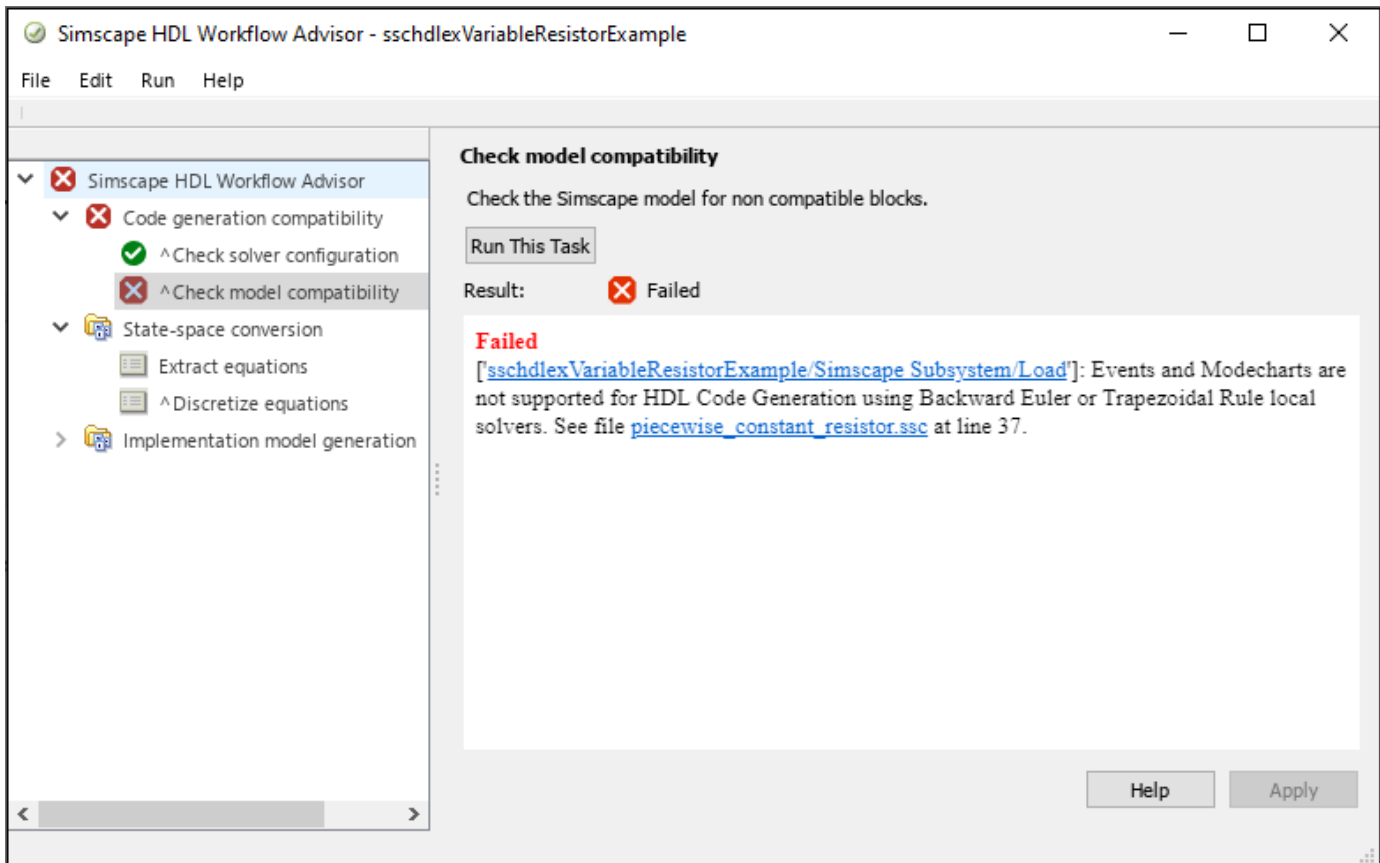 Simscape HDL Workflow Advisor - sschdlexVariableResistorExample
File Edit Run Help
Simscape HDL Workflow Advisor
Code generation compatibility
^Check solver configuration
^Check model compatibility
State-space conversion
Extract equations
^Discretize equations
Implementation model generation
Check model compatibility
Check the Simscape model for non compatible blocks.
Run This Task
Result: Failed
Failed
['sschdlexVariableResistorExample/Simscape Subsystem/Load']: Events and Modecharts are
not supported for HDL Code Generation using Backward Euler or Trapezoidal Rule local
solvers. See file piecewise_constant_resistor.ssc at line 37.
Help Apply